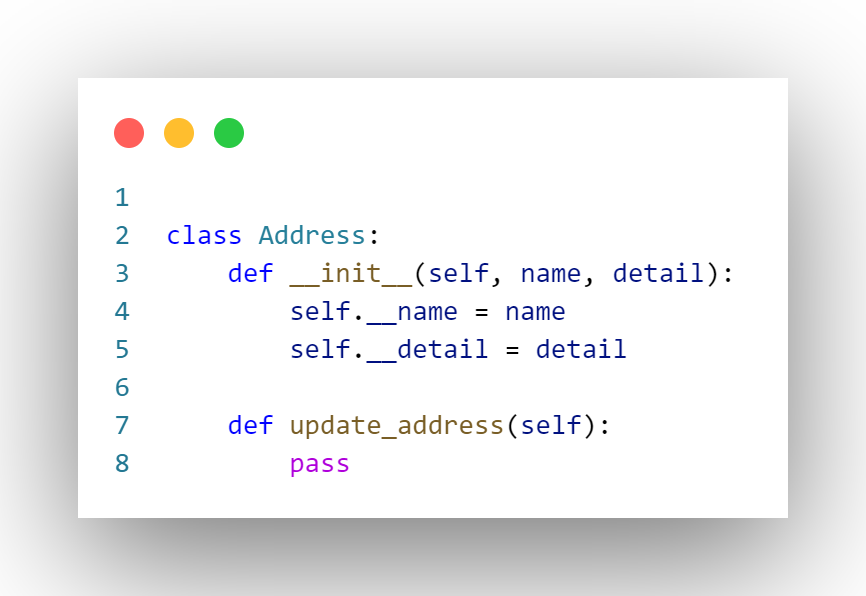 1
2 class Address:
3     def __init__(self, name, detail):
4         self.__name = name
5         self.__detail = detail
6
7     def update_address(self):
8         pass